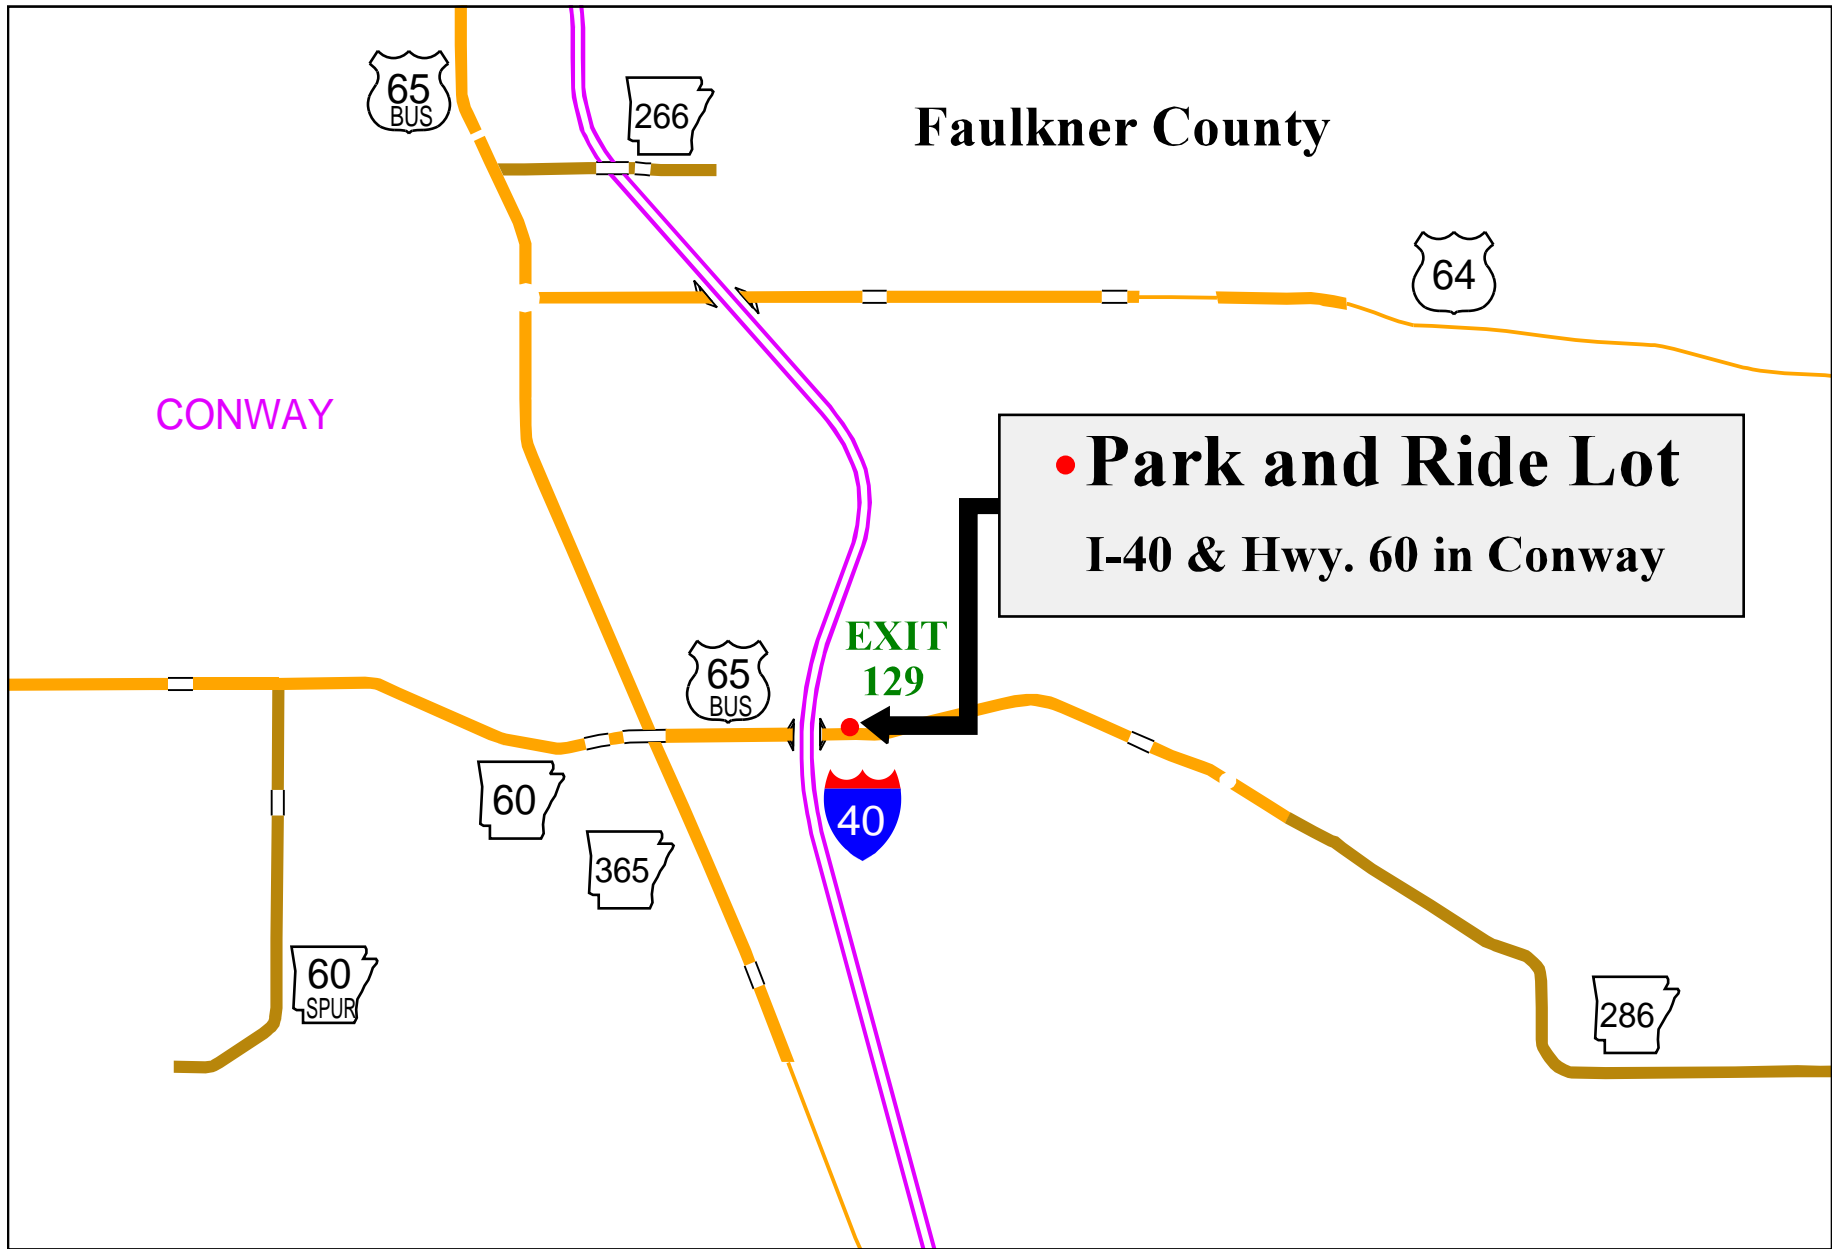 65
BUS
266
Faulkner County
64
CONWAY
Park and Ride Lot
I-40 & Hwy. 60 in Conway
EXIT
129
65
BUS
60
40
365
60
SPUR
286